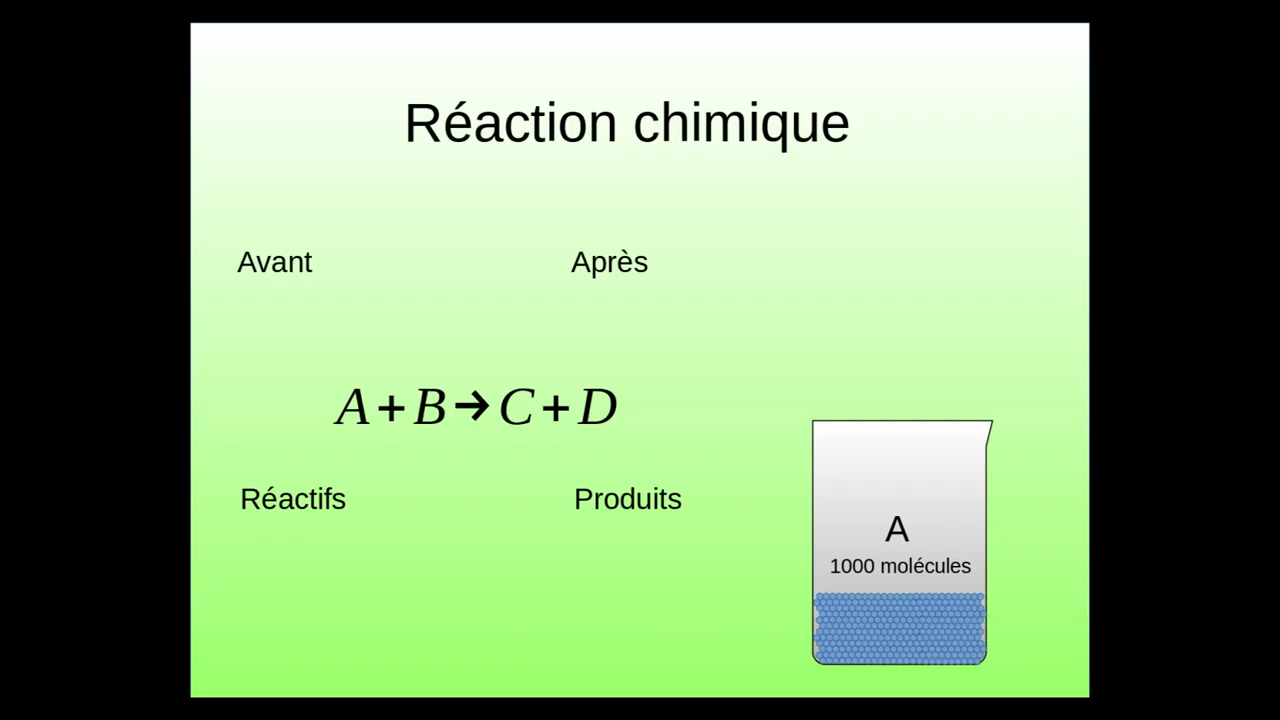 Réaction chimique
Avant
Après
A + B → C + D
Réactifs
Produits
A
1000 molécules